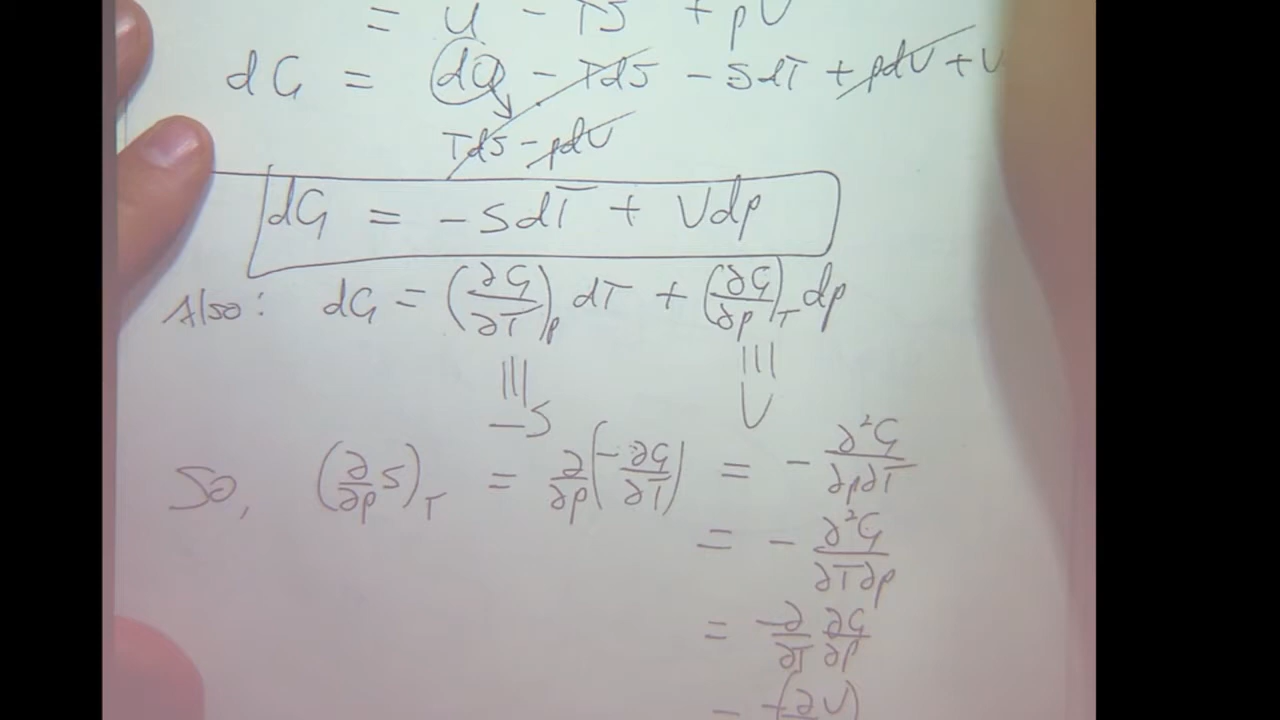 = U - TS + pV
dG = dU - TdS - SdT + pdV + V
TdS - pdV
dG = -SdT + Vdp
Also: dG = (∂G/∂T)_p dT + (∂G/∂p)_T dp
||| |||
-S V
So, (∂/∂p S)_T = ∂/∂p (-∂G/∂T) = - ∂²G/∂p∂T
= - ∂²G/∂T∂p
= -∂/∂T ∂G/∂p
= -(∂V